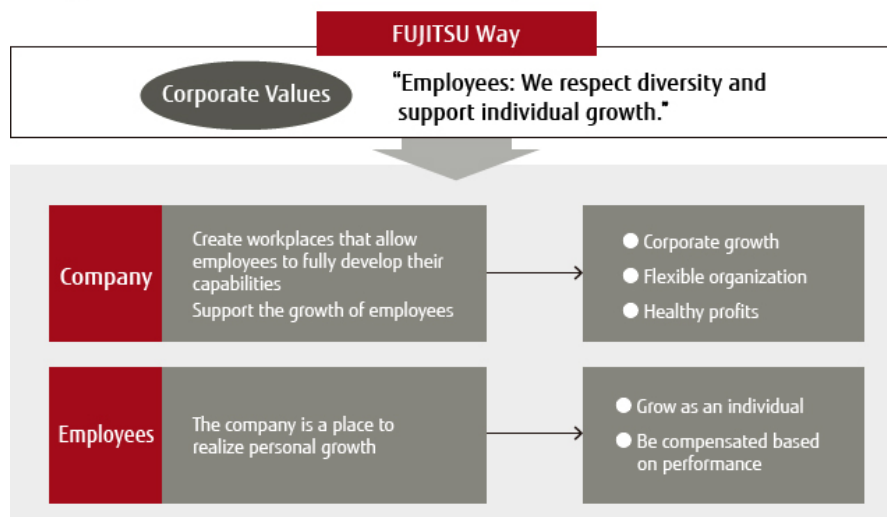 FUJITSU Way
Corporate Values
“Employees: We respect diversity and
support individual growth.”
Company
Create workplaces that allow
employees to fully develop their
capabilities
Support the growth of employees
● Corporate growth
● Flexible organization
● Healthy profits
Employees
The company is a place to
realize personal growth
● Grow as an individual
● Be compensated based
on performance